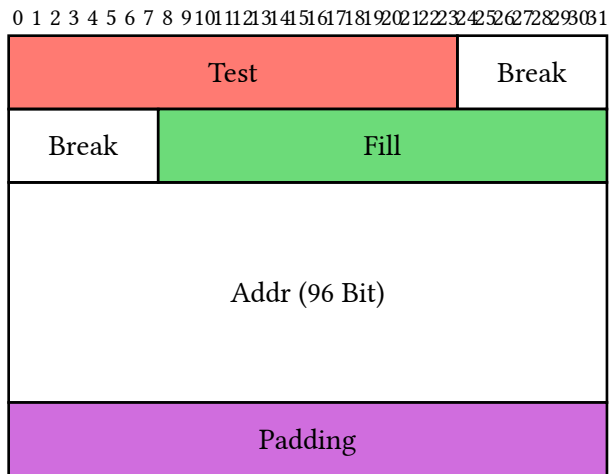 0 1 2 3 4 5 6 7 8 9 10 11 12 13 14 15 16 17 18 19 20 21 22 23 24 25 26 27 28 29 30 31
Test Break
Break Fill
Addr (96 Bit)
Padding